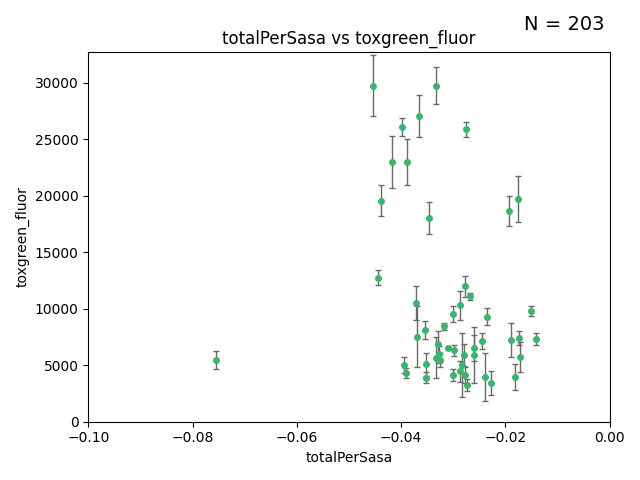 N = 203
totalPerSasa vs toxgreen_fluor
30000
25000
20000
15000
10000
5000
0
toxgreen_fluor
−0.10 −0.08 −0.06 −0.04 −0.02 0.00
totalPerSasa